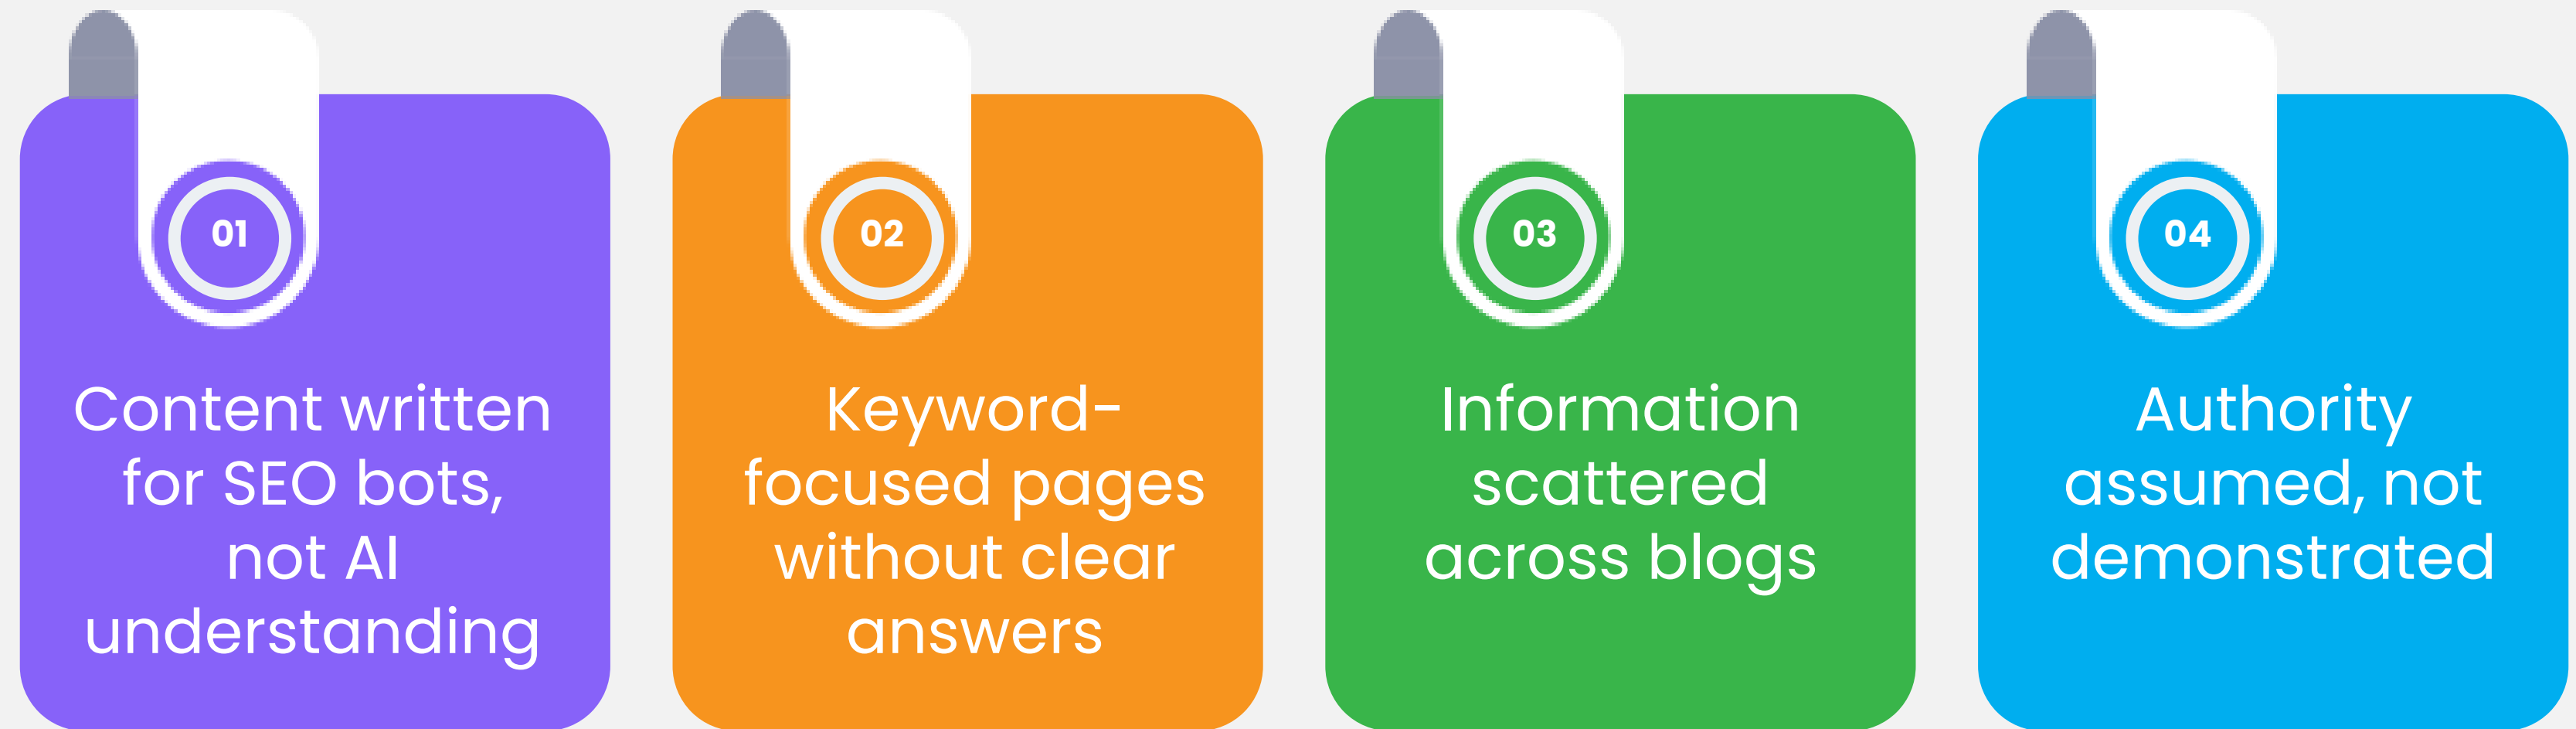 01
Content written
for SEO bots,
not AI
understanding
02
Keyword-
focused pages
without clear
answers
03
Information
scattered
across blogs
04
Authority
assumed, not
demonstrated